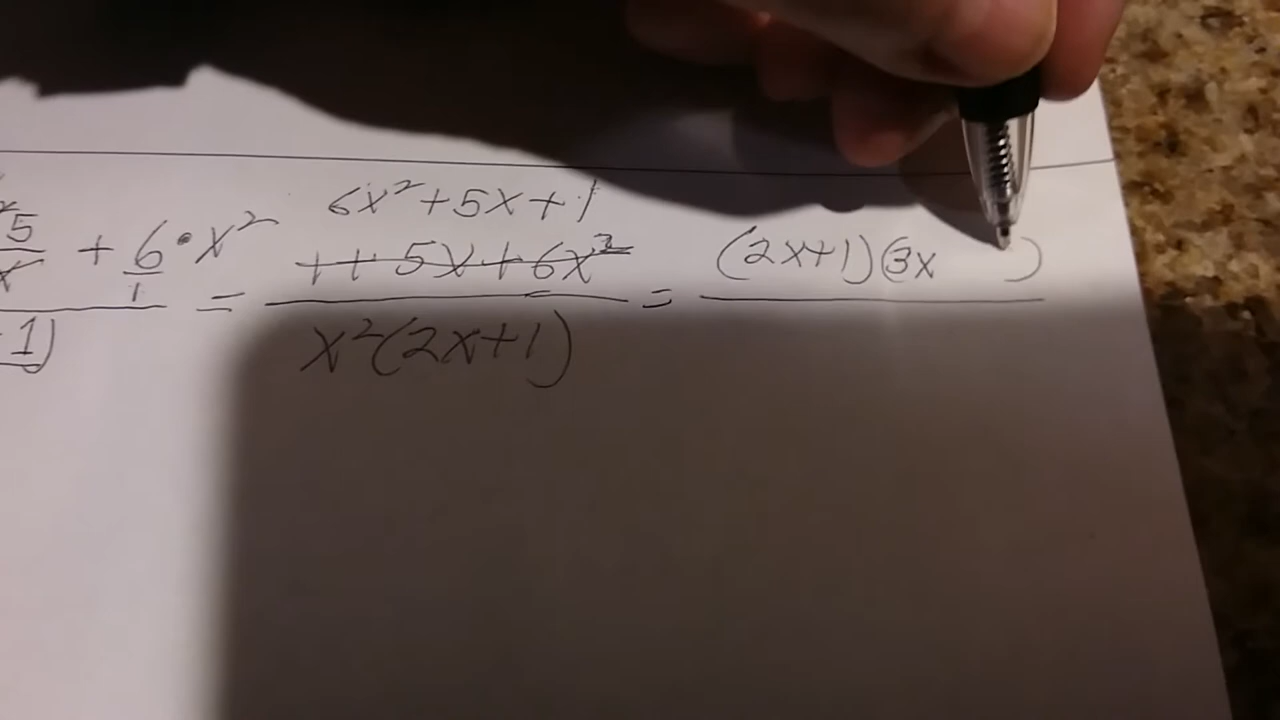 6x²+5x+1
5/x + 6/1 • x² = 1+5x+6x² = (2x+1)(3x )
1) x²(2x+1)